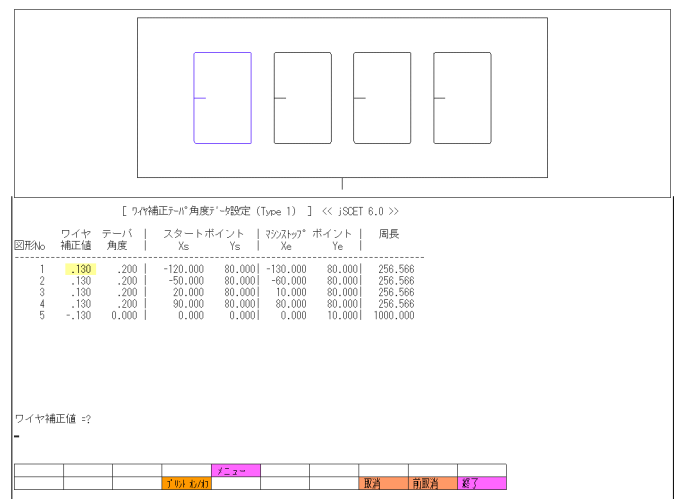 [ ワイヤ補正テーパ角度データ設定 (Type 1) ] << jSCET 6.0 >>
ワイヤ テーパ | スタートポイント | マシンストップ ポイント | 周長
図形No 補正値 角度 | Xs Ys | Xe Ye |
1 .130 .200 | -120.000 80.000| -130.000 80.000| 256.566
2 .130 .200 | -50.000 80.000| -60.000 80.000| 256.566
3 .130 .200 | 20.000 80.000| 10.000 80.000| 256.566
4 .130 .200 | 90.000 80.000| 80.000 80.000| 256.566
5 -.130 0.000 | 0.000 0.000| 0.000 10.000| 1000.000
ワイヤ補正値 =?
メニュー
プリント オン/オフ 取消 前取消 終了